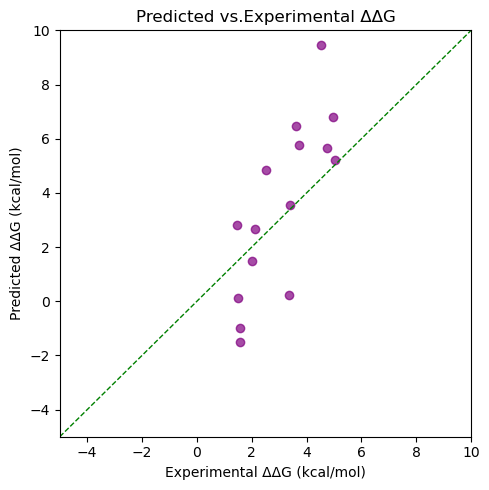 Predicted vs.Experimental ΔΔG
10
8
6
4
2
0
−2
−4
Predicted ΔΔG (kcal/mol)
−4 −2 0 2 4 6 8 10
Experimental ΔΔG (kcal/mol)